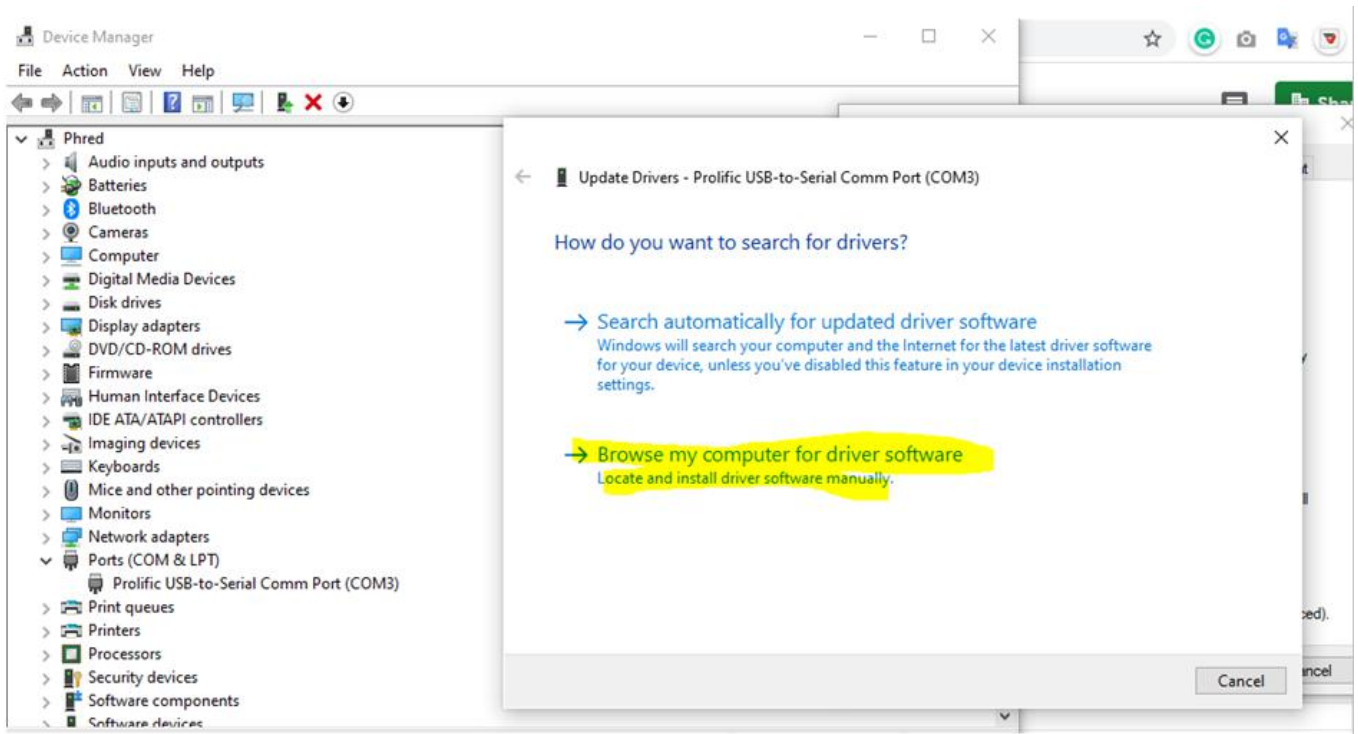 Device Manager
File Action View Help
Phred
Audio inputs and outputs
Batteries
Bluetooth
Cameras
Computer
Digital Media Devices
Disk drives
Display adapters
DVD/CD-ROM drives
Firmware
Human Interface Devices
IDE ATA/ATAPI controllers
Imaging devices
Keyboards
Mice and other pointing devices
Monitors
Network adapters
Ports (COM & LPT)
Prolific USB-to-Serial Comm Port (COM3)
Print queues
Printers
Processors
Security devices
Software components
Software devices
Update Drivers - Prolific USB-to-Serial Comm Port (COM3)
How do you want to search for drivers?
Search automatically for updated driver software
Windows will search your computer and the Internet for the latest driver software
for your device, unless you've disabled this feature in your device installation
settings.
Browse my computer for driver software
Locate and install driver software manually.
Cancel